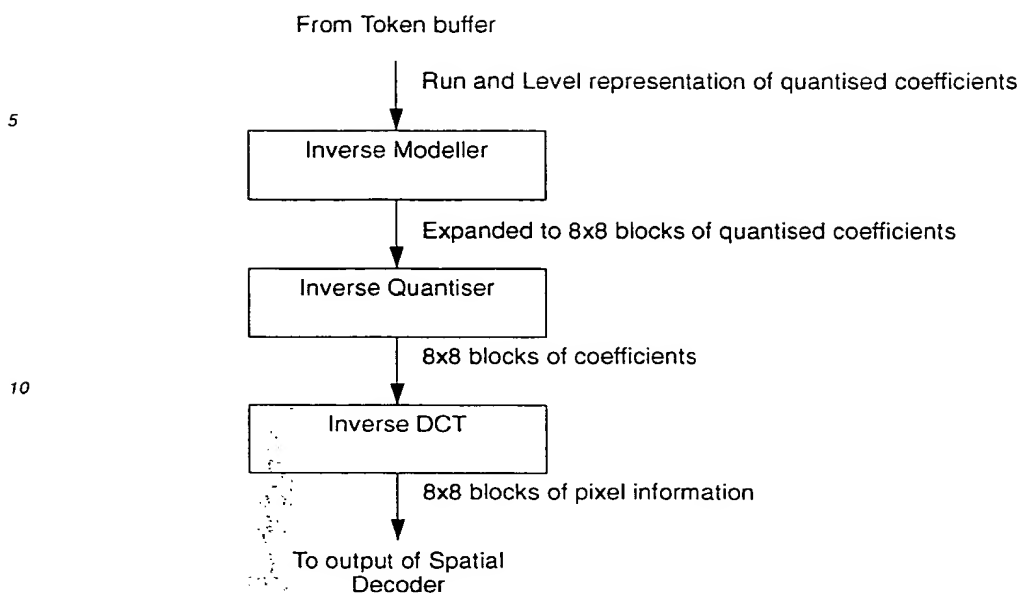 From Token buffer
Run and Level representation of quantised coefficients
5
Inverse Modeller
Expanded to 8x8 blocks of quantised coefficients
Inverse Quantiser
8x8 blocks of coefficients
10
Inverse DCT
8x8 blocks of pixel information
To output of Spatial
Decoder